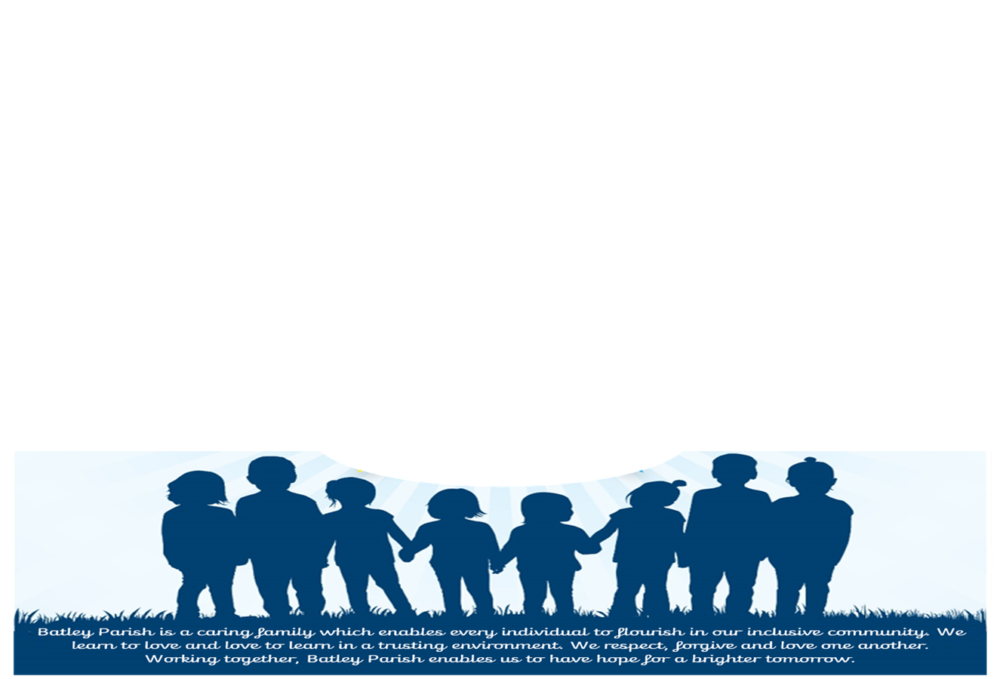 Batley Parish is a caring family which enables every individual to flourish in our inclusive community. We
learn to love and love to learn in a trusting environment. We respect, forgive and love one another.
Working together, Batley Parish enables us to have hope for a brighter tomorrow.